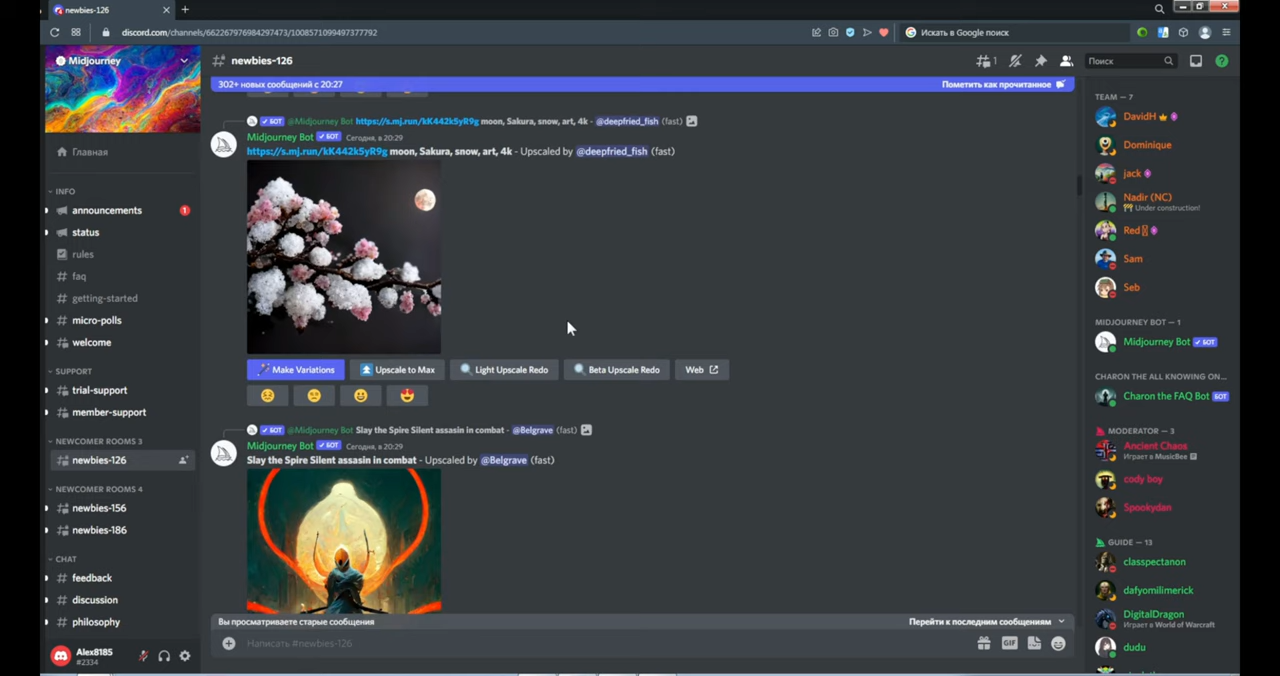 newbies-126
discord.com/channels/662267976984297473/1008571099497377792
Искать в Google поиск
Midjourney
newbies-126
1
Поиск
302+ новых сообщений с 20:27
Пометить как прочитанное
Главная
INFO
announcements
1
status
rules
faq
getting-started
micro-polls
welcome
SUPPORT
trial-support
member-support
NEWCOMER ROOMS 3
newbies-126
NEWCOMER ROOMS 4
newbies-156
newbies-186
CHAT
feedback
discussion
philosophy
Alex8185
#2334
БОТ @Midjourney Bot https://s.mj.run/kK442k5yR9g moon, Sakura, snow, art, 4k - @deepfried_fish (fast)
Midjourney Bot БОТ Сегодня, в 20:29
https://s.mj.run/kK442k5yR9g moon, Sakura, snow, art, 4k - Upscaled by @deepfried_fish (fast)
Make Variations
Upscale to Max
Light Upscale Redo
Beta Upscale Redo
Web
БОТ @Midjourney Bot Slay the Spire Silent assasin in combat - @Belgrave (fast)
Midjourney Bot БОТ Сегодня, в 20:29
Slay the Spire Silent assasin in combat - Upscaled by @Belgrave (fast)
Вы просматриваете старые сообщения
Перейти к последним сообщениям
Написать #newbies-126
GIF
TEAM — 7
DavidH
Dominique
jack
Nadir (NC)
Under construction!
Red
Sam
Seb
MIDJOURNEY BOT — 1
Midjourney Bot БОТ
CHARON THE ALL KNOWING ON...
Charon the FAQ Bot БОТ
MODERATOR — 3
Ancient Chaos
Играет в MusicBee
cody boy
Spookydan
GUIDE — 13
classpectanon
dafyomilimerick
DigitalDragon
Играет в World of Warcraft
dudu